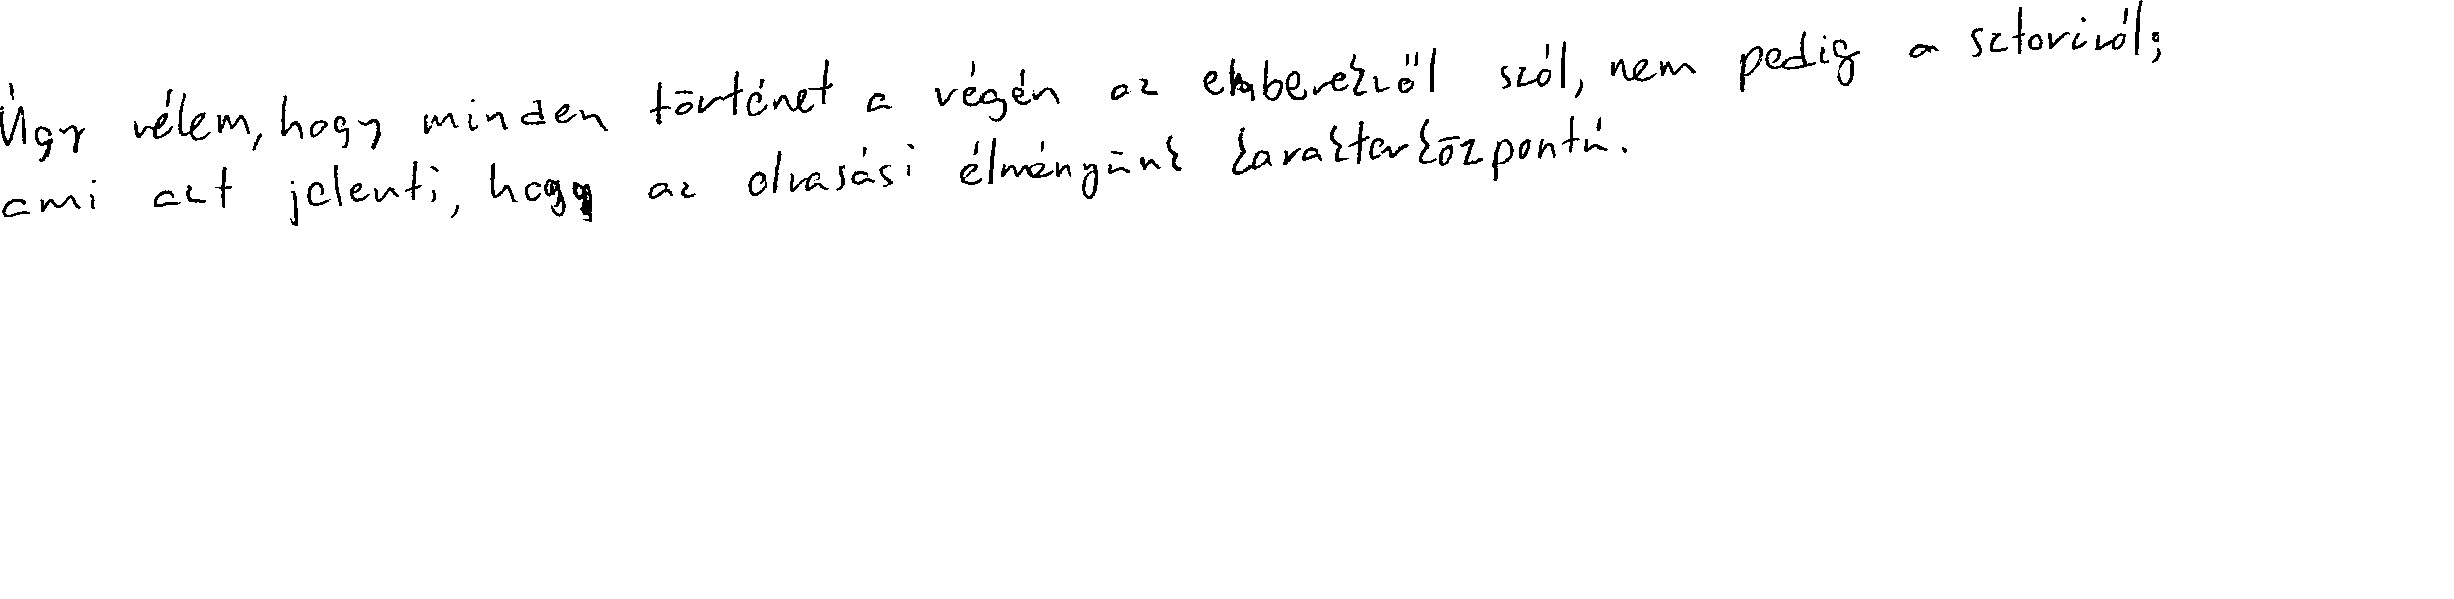 Úgy vélem, hogy minden történet a végén az emberekről szól, nem pedig a sztoriról;
ami azt jelenti, hogy az olvasási élményünk karakterközpontú.